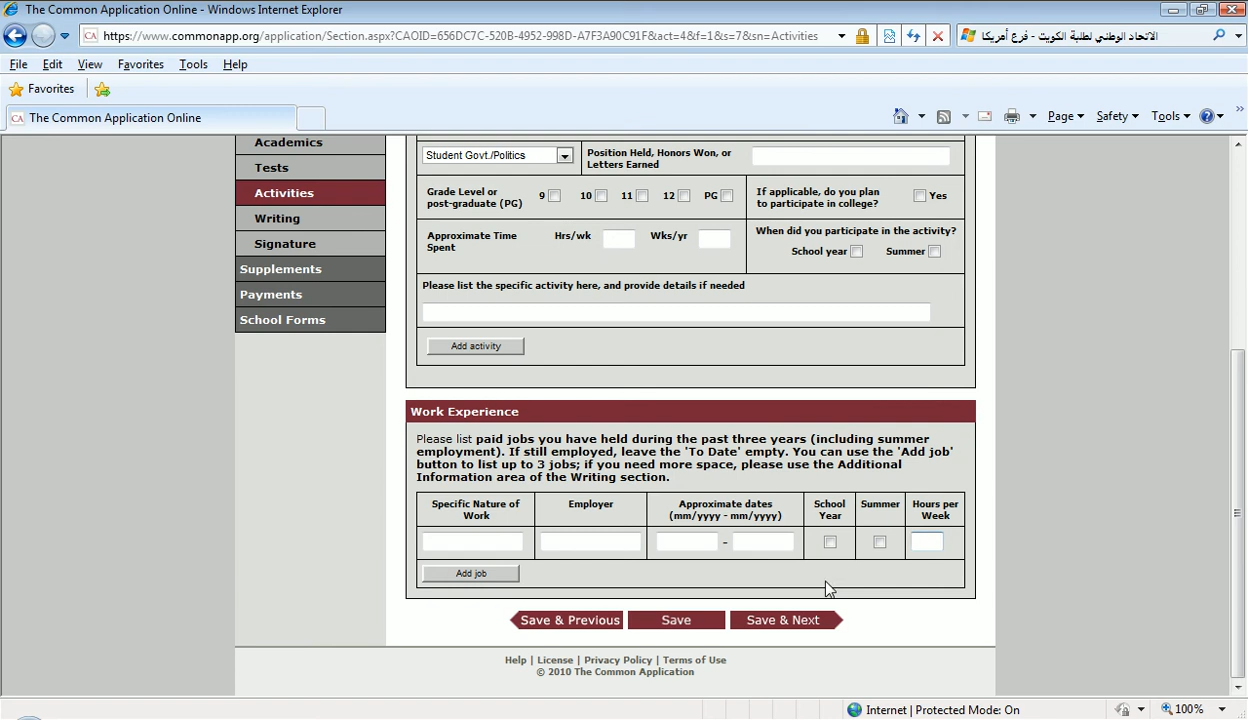 The Common Application Online - Windows Internet Explorer
https://www.commonapp.org/application/Section.aspx?CAOID=656DC7C-520B-4952-998D-A7F3A90C91F&act=4&f=1&s=7&sn=Activities
الاتحاد الوطني لطلبة الكويت - فرع أمريكا
File Edit View Favorites Tools Help
Favorites
CA The Common Application Online
Page Safety Tools
Academics
Tests
Activities
Writing
Signature
Supplements
Payments
School Forms
Student Govt./Politics
Position Held, Honors Won, or
Letters Earned
Grade Level or
post-graduate (PG)
9 10 11 12 PG
If applicable, do you plan
to participate in college?
Yes
Approximate Time
Spent
Hrs/wk Wks/yr
When did you participate in the activity?
School year Summer
Please list the specific activity here, and provide details if needed
Add activity
Work Experience
Please list paid jobs you have held during the past three years (including summer
employment). If still employed, leave the 'To Date' empty. You can use the 'Add job'
button to list up to 3 jobs; if you need more space, please use the Additional
Information area of the Writing section.
Specific Nature of
Work
Employer
Approximate dates
(mm/yyyy - mm/yyyy)
School
Year
Summer
Hours per
Week
-
Add job
Save & Previous Save Save & Next
Help | License | Privacy Policy | Terms of Use
© 2010 The Common Application
Internet | Protected Mode: On
100%